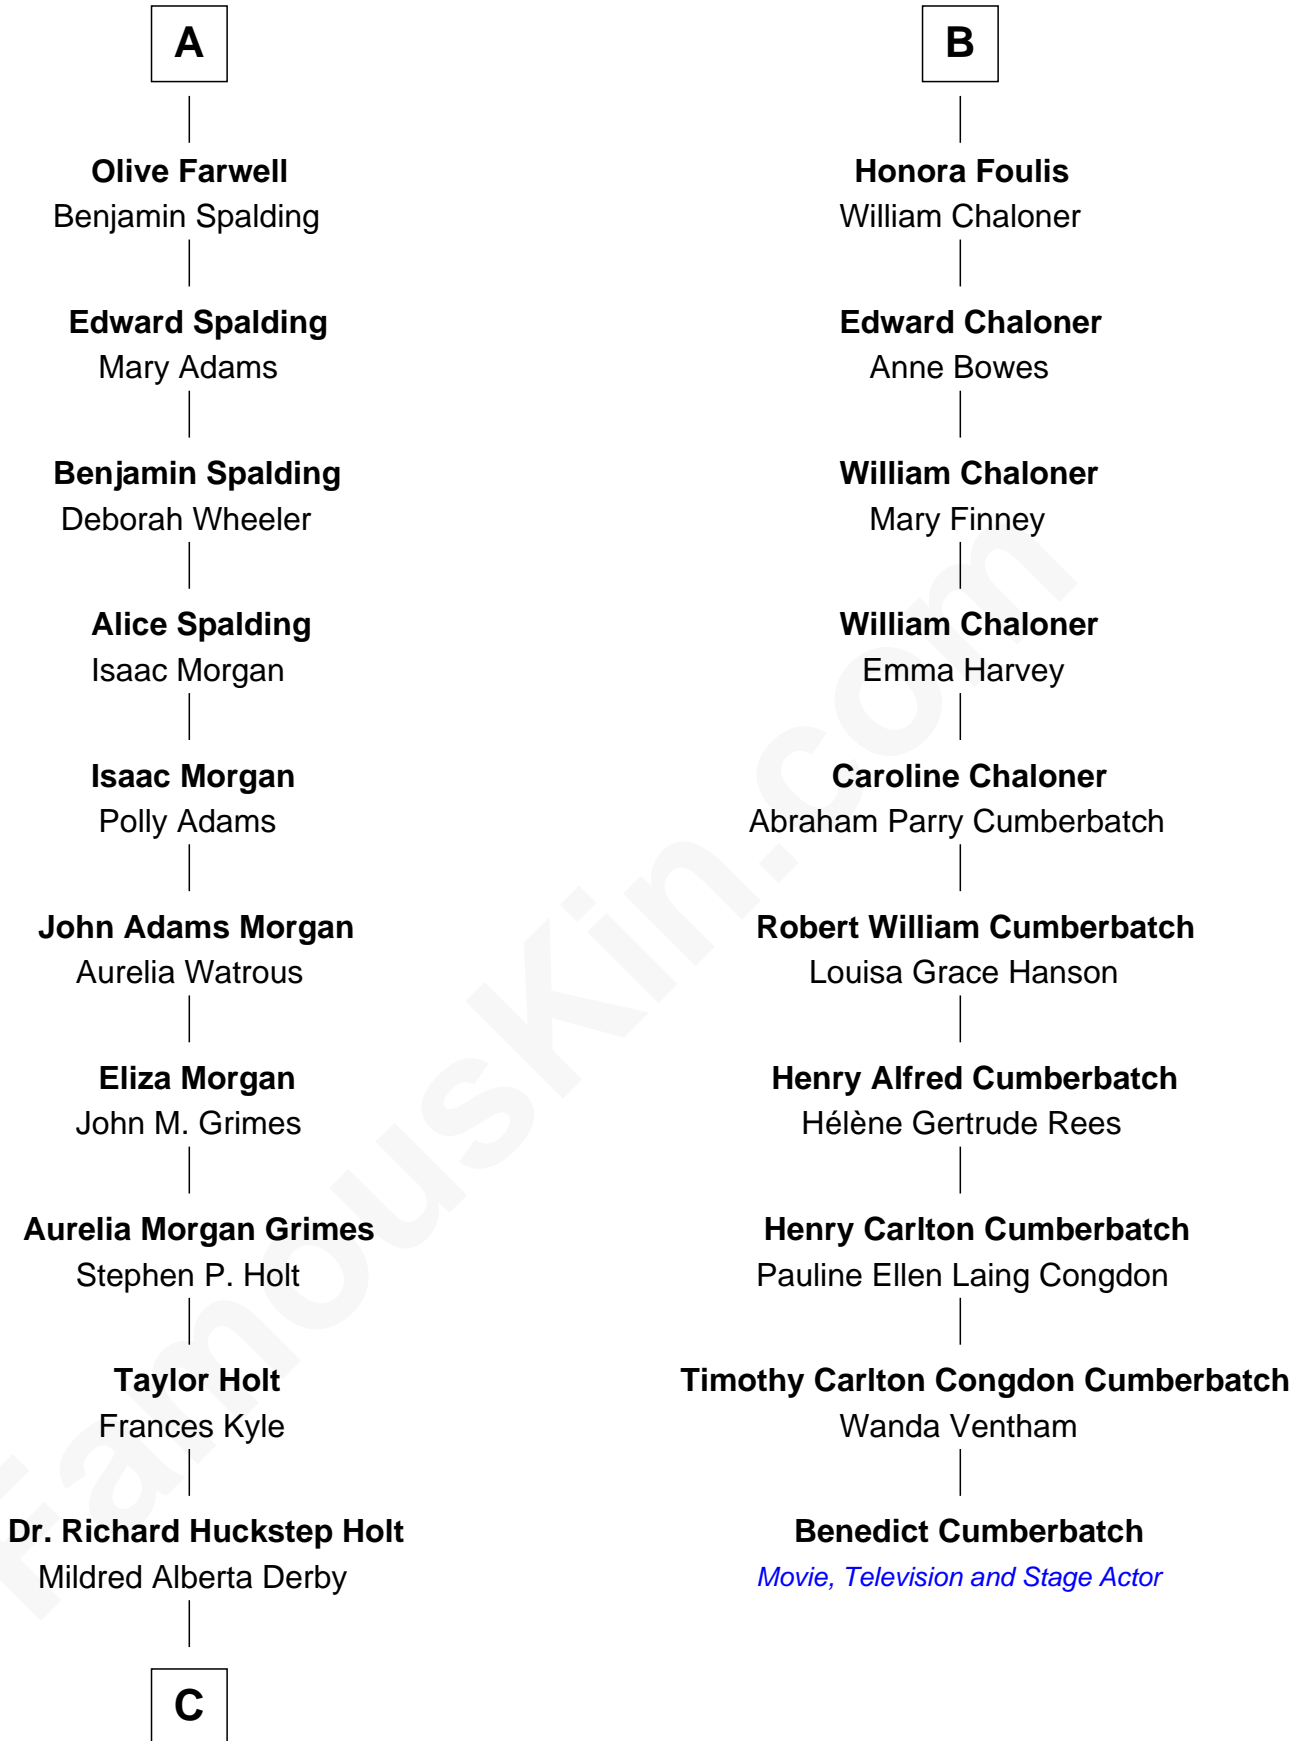 A
Olive Farwell
Benjamin Spalding
Edward Spalding
Mary Adams
Benjamin Spalding
Deborah Wheeler
Alice Spalding
Isaac Morgan
Isaac Morgan
Polly Adams
John Adams Morgan
Aurelia Watrous
Eliza Morgan
John M. Grimes
Aurelia Morgan Grimes
Stephen P. Holt
Taylor Holt
Frances Kyle
Dr. Richard Huckstep Holt
Mildred Alberta Derby
C
B
Honora Foulis
William Chaloner
Edward Chaloner
Anne Bowes
William Chaloner
Mary Finney
William Chaloner
Emma Harvey
Caroline Chaloner
Abraham Parry Cumberbatch
Robert William Cumberbatch
Louisa Grace Hanson
Henry Alfred Cumberbatch
Hélène Gertrude Rees
Henry Carlton Cumberbatch
Pauline Ellen Laing Congdon
Timothy Carlton Congdon Cumberbatch
Wanda Ventham
Benedict Cumberbatch
Movie, Television and Stage Actor
FamousKin.com